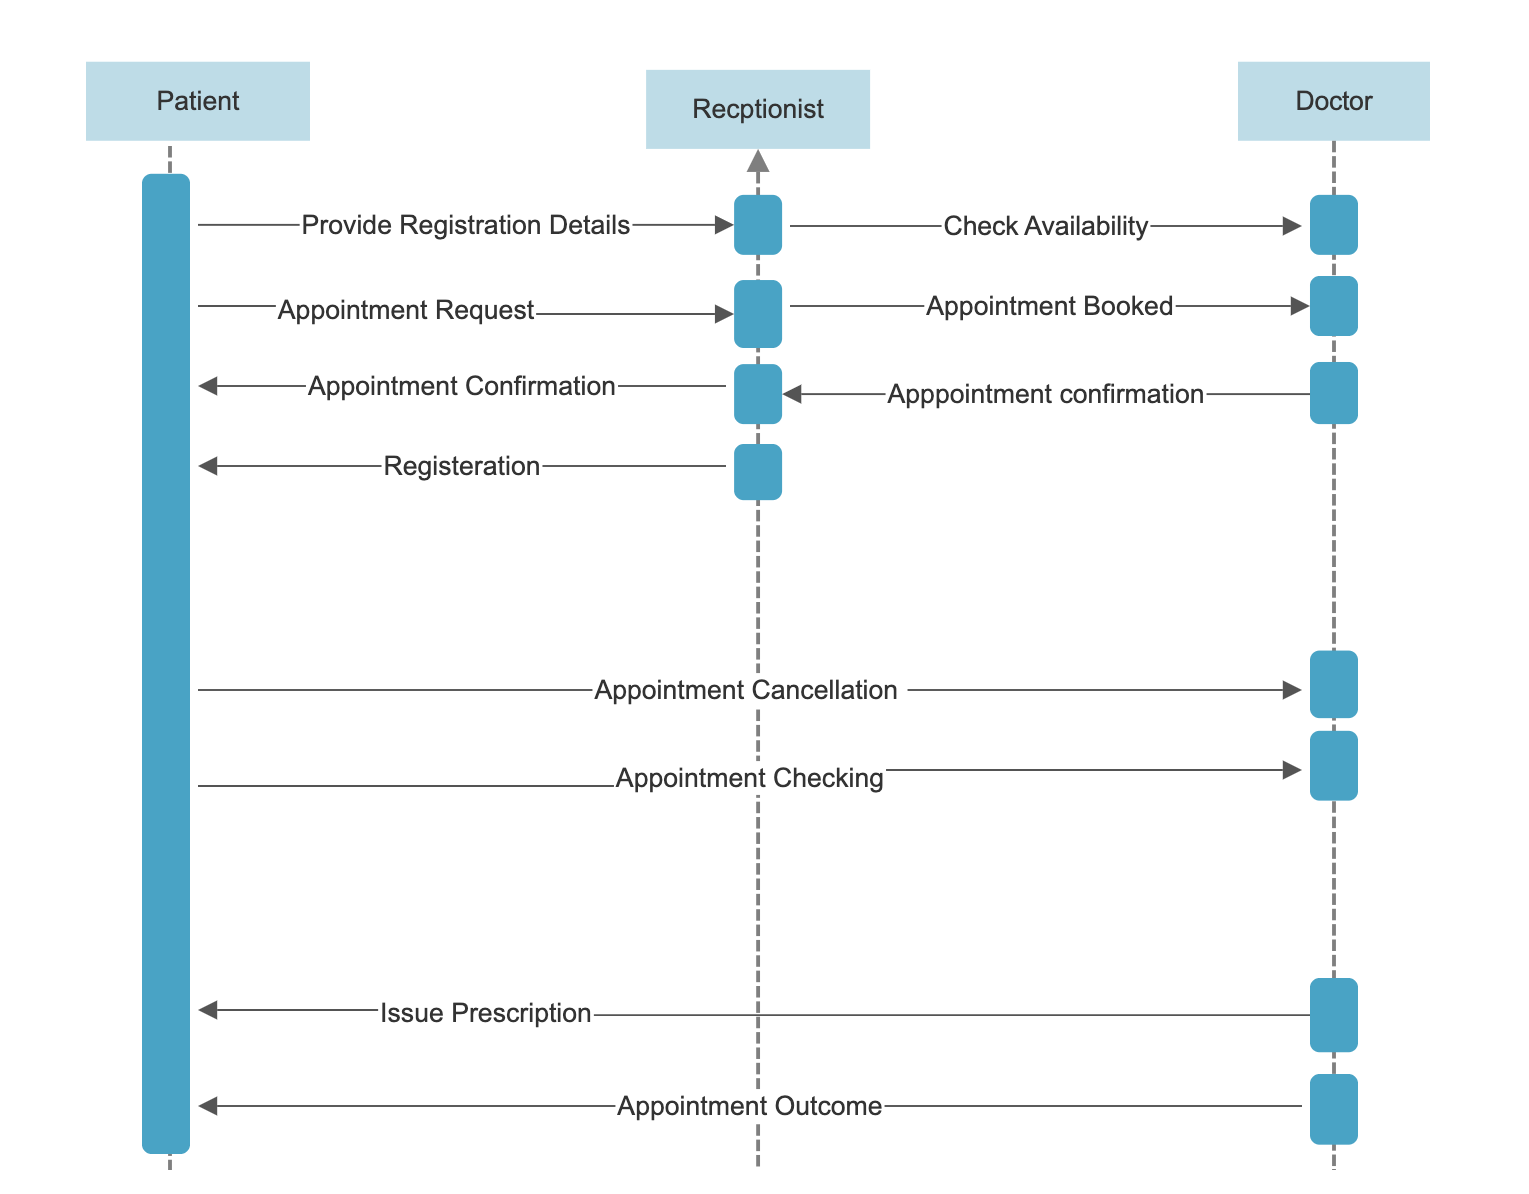 Patient
Recptionist
Doctor
Provide Registration Details
Check Availability
Appointment Request
Appointment Booked
Appointment Confirmation
Apppointment confirmation
Registeration
Appointment Cancellation
Appointment Checking
Issue Prescription
Appointment Outcome